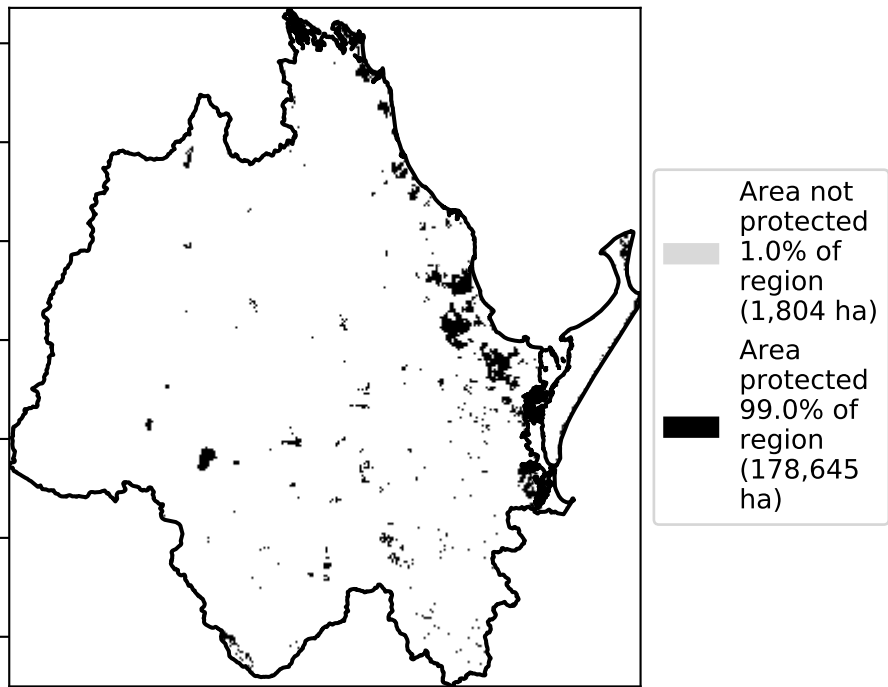 Area not
protected
1.0% of
region
(1,804 ha)
Area
protected
99.0% of
region
(178,645
ha)